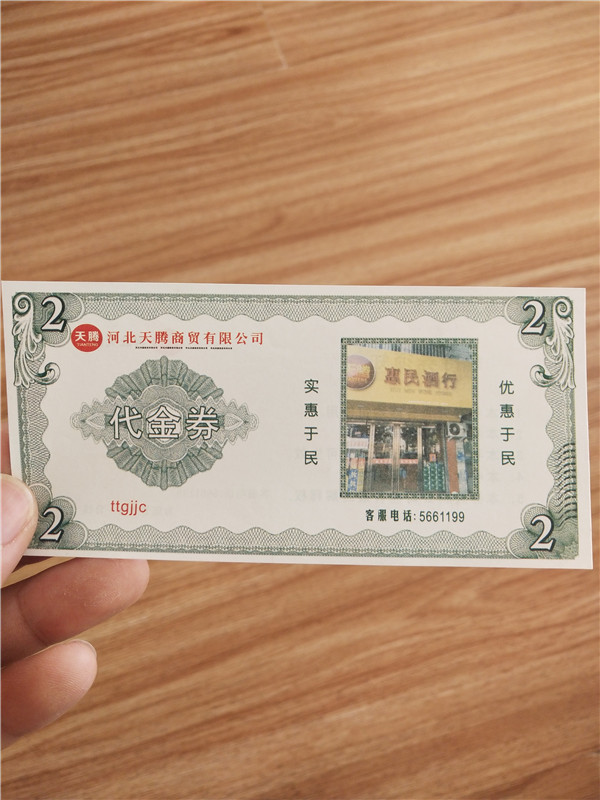 2
2
天腾
TIANTENG
河北天腾商贸有限公司
代金券
ttgjjc
实惠于民
惠民酒行
优惠于民
客服电话:5661199
2
2